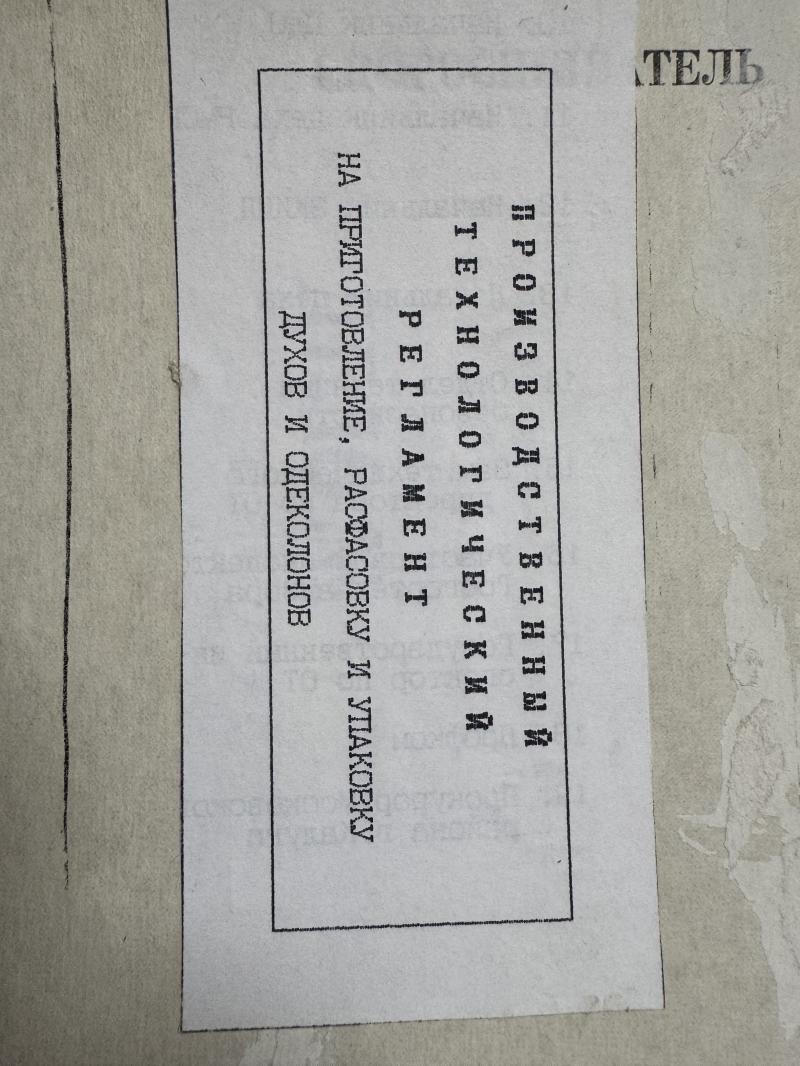 ПРОИЗВОДСТВЕННЫЙ
ТЕХНОЛОГИЧЕСКИЙ
РЕГЛАМЕНТ
НА ПРИГОТОВЛЕНИЕ, РАСФАСОВКУ И УПАКОВКУ
ДУХОВ И ОДЕКОЛОНОВ
АТЕЛЬ